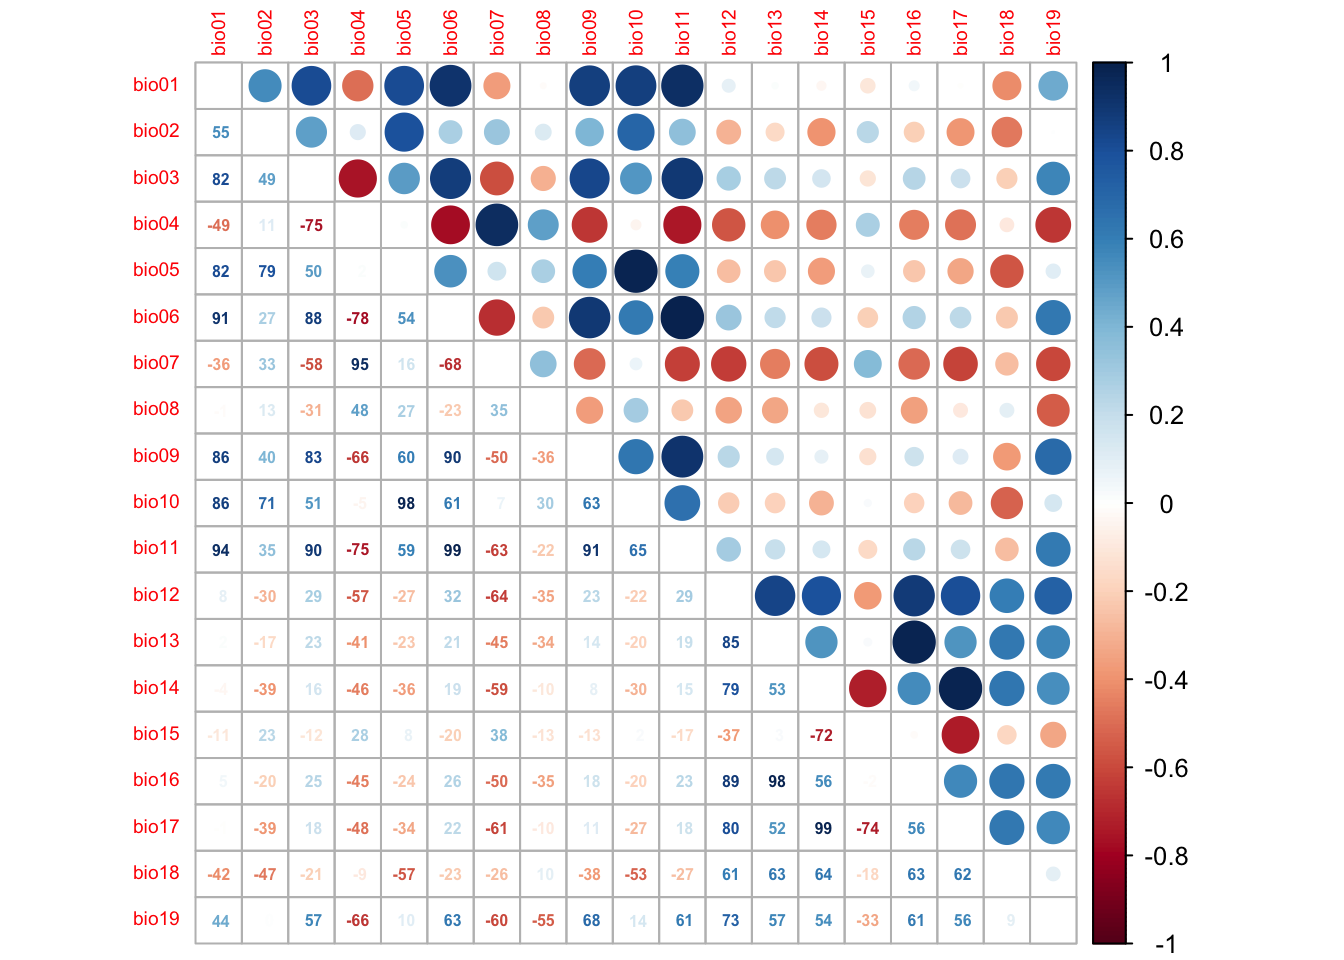 bio01 bio02 bio03 bio04 bio05 bio06 bio07 bio08 bio09 bio10 bio11 bio12 bio13 bio14 bio15 bio16 bio17 bio18 bio19
bio01
bio02 55
bio03 82 49
bio04 -49 11 -75
bio05 82 79 50
bio06 91 27 88 -78 54
bio07 -36 33 -58 95 16 -68
bio08 13 -31 48 27 -23 35
bio09 86 40 83 -66 60 90 -50 -36
bio10 86 71 51 -5 98 61 7 30 63
bio11 94 35 90 -75 59 99 -63 -22 91 65
bio12 8 -30 29 -57 -27 32 -64 -35 23 -22 29
bio13 -17 23 -41 -23 21 -45 -34 14 -20 19 85
bio14 -39 16 -46 -36 19 -59 -10 8 -30 15 79 53
bio15 -11 23 -12 28 8 -20 38 -13 -13 -17 -37 -72
bio16 5 -20 25 -45 -24 26 -50 -35 18 -20 23 89 98 56
bio17 -39 18 -48 -34 22 -61 -10 11 -27 18 80 52 99 -74 56
bio18 -42 -47 -21 -9 -57 -23 -26 10 -38 -53 -27 61 63 64 -18 63 62
bio19 44 57 -66 10 63 -60 -55 68 14 61 73 57 54 -33 61 56 9
1
0.8
0.6
0.4
0.2
0
-0.2
-0.4
-0.6
-0.8
-1